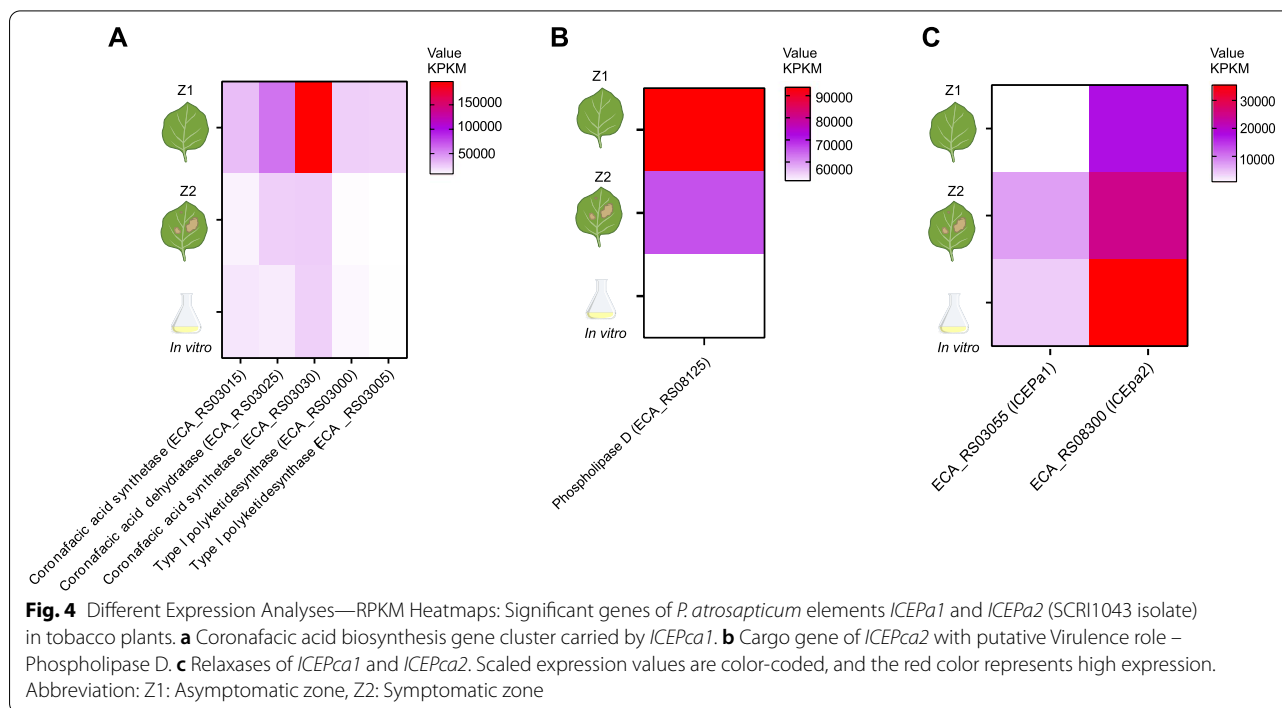 A
B
C
Value
KPKM
150000
100000
50000
Z1
Z2
In vitro
Coronafacic acid synthetase (ECA_RS03015)
Coronafacic acid dehydratase (ECA_RS03025)
Coronafacic acid synthetase (ECA_RS03030)
Type I polyketidesynthase (ECA_RS03000)
Type I polyketidesynthase (ECA_RS03005)
Value
KPKM
90000
80000
70000
60000
Z1
Z2
In vitro
Phospholipase D (ECA_RS08125)
Value
KPKM
30000
20000
10000
Z1
Z2
In vitro
ECA_RS03055 (ICEPa1)
ECA_RS08300 (ICEpa2)
Fig. 4 Different Expression Analyses—RPKM Heatmaps: Significant genes of P. atrosapticum elements ICEPa1 and ICEPa2 (SCRI1043 isolate)
in tobacco plants. a Coronafacic acid biosynthesis gene cluster carried by ICEPca1. b Cargo gene of ICEPca2 with putative Virulence role –
Phospholipase D. c Relaxases of ICEPca1 and ICEPca2. Scaled expression values are color-coded, and the red color represents high expression.
Abbreviation: Z1: Asymptomatic zone, Z2: Symptomatic zone